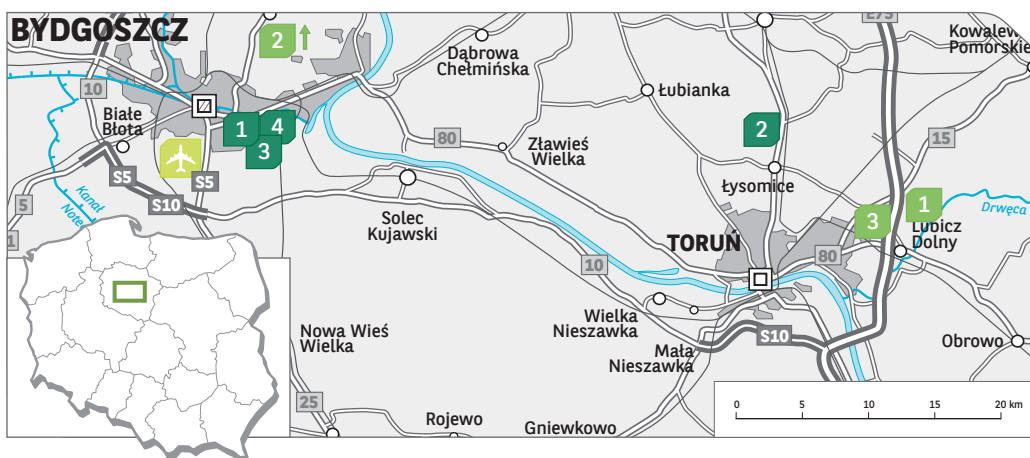 BYDGOSZCZ
2
E75
Kowalewo
Pomorskie
Dąbrowa
Chełmińska
10
Łubianka
Białe
Błota
1
4
3
80
Zławieś
Wielka
2
15
S5
S5
Łysomice
Kanał
S10
5
Solec
Kujawski
3
1
Drwęca
Lubicz
Dolny
TORUŃ
80
10
Wielka
Nieszawka
Nowa Wieś
Wielka
Mała
Nieszawka
S10
Obrowo
25
Rojewo
Gniewkowo
0 5 10 15 20 km